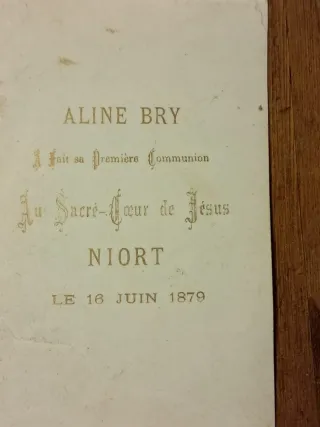 ALINE BRY
A Fait sa Première Communion
Au Sacré-Cœur de Jésus
NIORT
LE 16 JUIN 1879